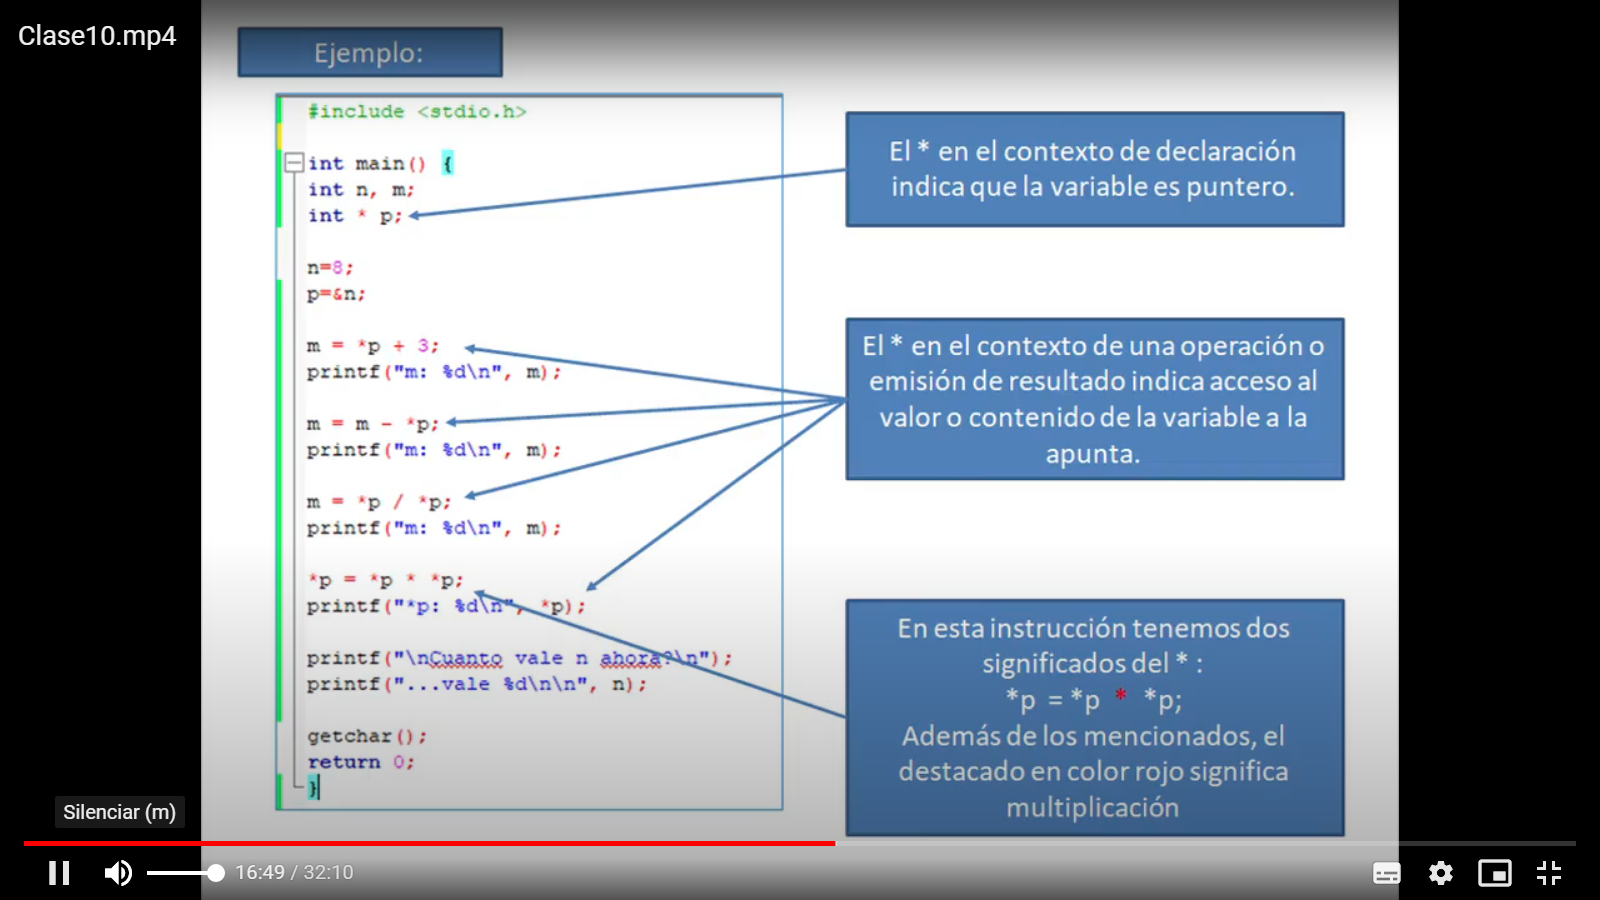 Clase10.mp4
Ejemplo:
#include <stdio.h>
int main() {
int n, m;
int * p;
n=8;
p=&n;
m = *p + 3;
printf("m: %d\n", m);
m = m - *p;
printf("m: %d\n", m);
m = *p / *p;
printf("m: %d\n", m);
*p = *p * *p;
printf("*p: %d\n", *p);
printf("\nCuanto vale n ahora?\n");
printf("...vale %d\n\n", n);
getchar();
return 0;
}
El * en el contexto de declaración
indica que la variable es puntero.
El * en el contexto de una operación o
emisión de resultado indica acceso al
valor o contenido de la variable a la
apunta.
En esta instrucción tenemos dos
significados del * :
*p = *p * *p;
Además de los mencionados, el
destacado en color rojo significa
multiplicación
Silenciar (m)
16:49 / 32:10